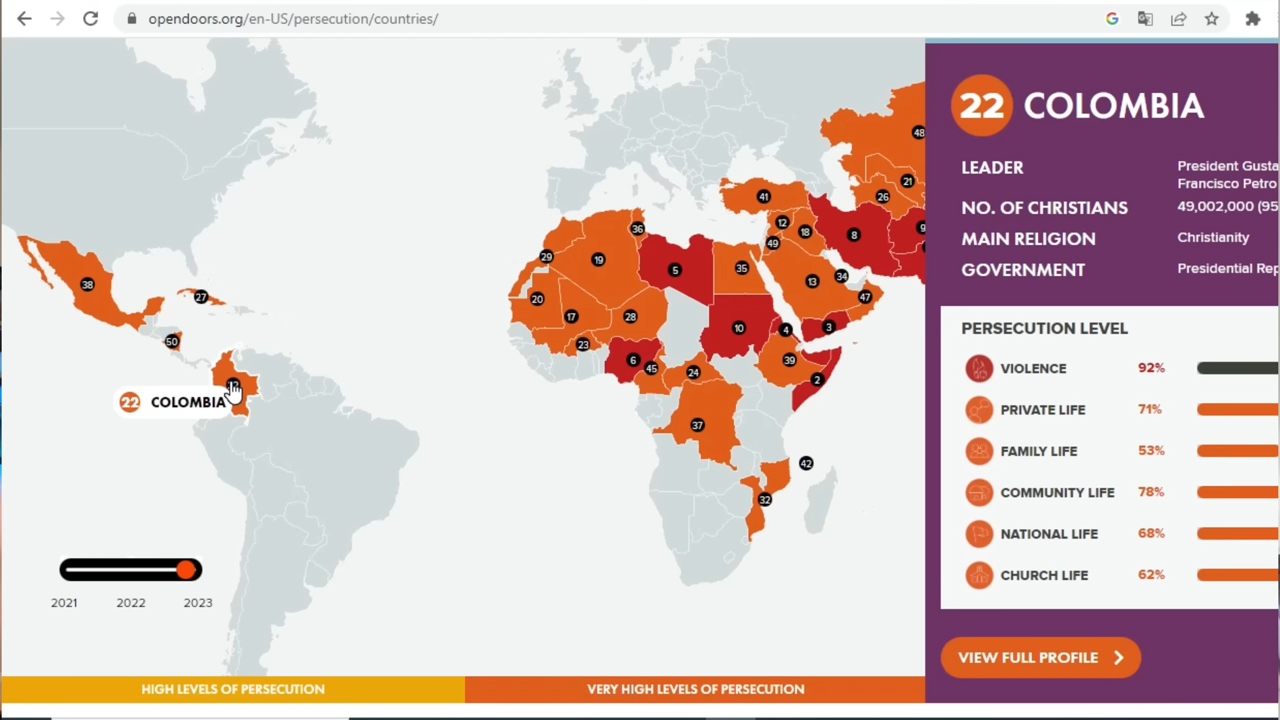 opendoors.org/en-US/persecution/countries/
22 COLOMBIA
LEADER
President Gusta
Francisco Petro
NO. OF CHRISTIANS
49,002,000 (95
MAIN RELIGION
Christianity
GOVERNMENT
Presidential Rep
PERSECUTION LEVEL
VIOLENCE 92%
PRIVATE LIFE 71%
FAMILY LIFE 53%
COMMUNITY LIFE 78%
NATIONAL LIFE 68%
CHURCH LIFE 62%
VIEW FULL PROFILE
48
21
26
41
12
18
49
8
9
36
29
19
5
35
13
34
47
20
17
28
10
4
3
23
6
45
24
39
2
37
42
32
38
27
50
22 COLOMBIA
2021 2022 2023
HIGH LEVELS OF PERSECUTION
VERY HIGH LEVELS OF PERSECUTION